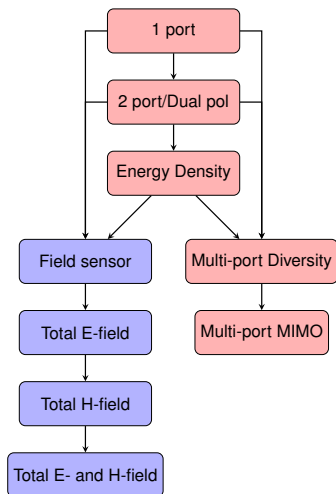 1 port
2 port/Dual pol
Energy Density
Field sensor
Multi-port Diversity
Total E-field
Multi-port MIMO
Total H-field
Total E- and H-field